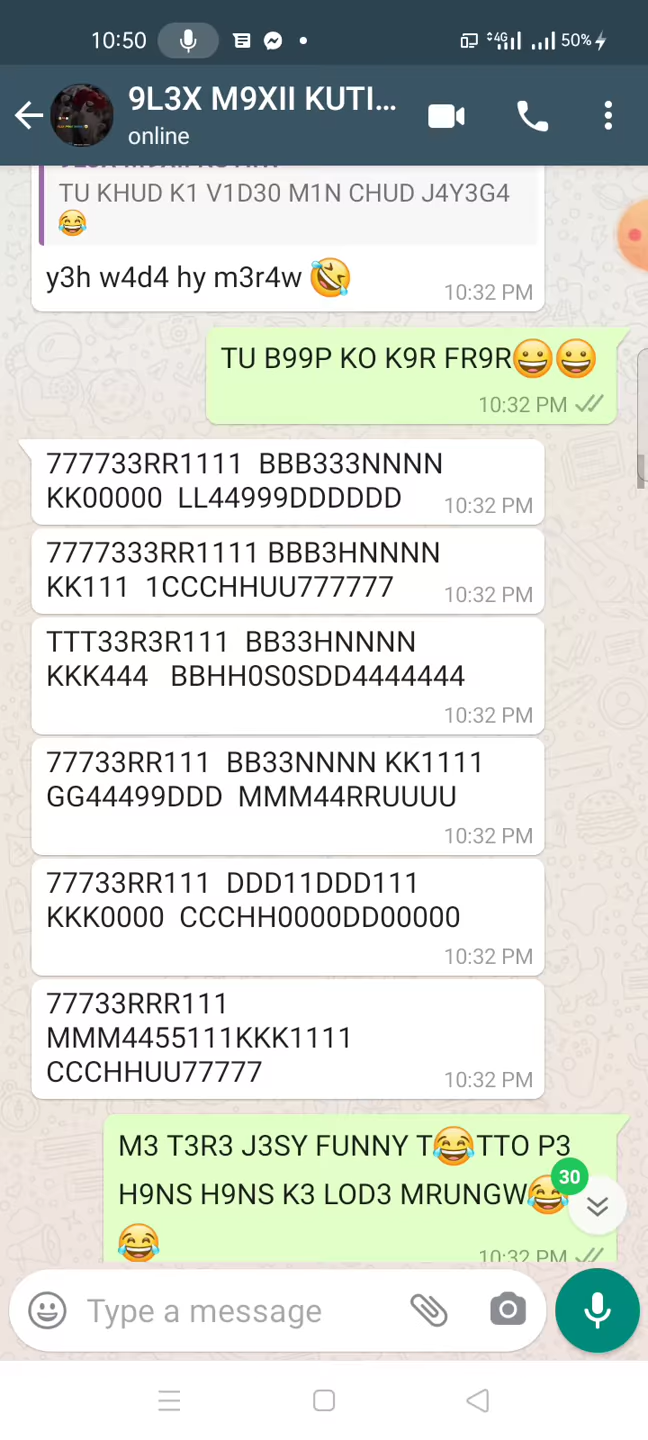 10:50
4G
50%
9L3X M9XII KUTI...
online
TU KHUD K1 V1D30 M1N CHUD J4Y3G4
😂
y3h w4d4 hy m3r4w 🤣
10:32 PM
TU B99P KO K9R FR9R😀😀
10:32 PM
777733RR1111 BBB333NNNN
KK00000 LL44999DDDDDD
10:32 PM
7777333RR1111 BBB3HNNNN
KK111 1CCCHHUU777777
10:32 PM
TTT33R3R111 BB33HNNNN
KKK444 BBHH0S0SDD4444444
10:32 PM
77733RR111 BB33NNNN KK1111
GG44499DDD MMM44RRUUUU
10:32 PM
77733RR111 DDD11DDD111
KKK0000 CCCHH0000DD00000
10:32 PM
77733RRR111
MMM4455111KKK1111
CCCHHUU77777
10:32 PM
M3 T3R3 J3SY FUNNY T😂TTO P3
H9NS H9NS K3 LOD3 MRUNGW😂
😂
10:32 PM
30
Type a message